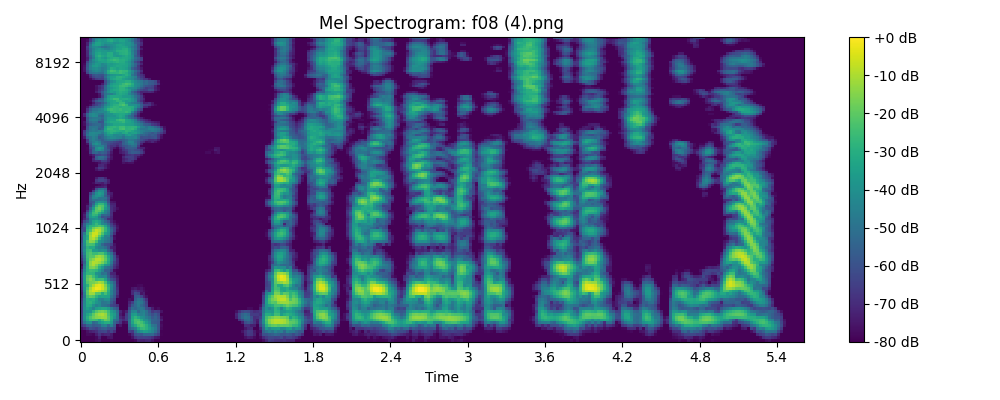 Mel Spectrogram: f08 (4).png
8192
4096
2048
1024
512
0
Hz
0 0.6 1.2 1.8 2.4 3 3.6 4.2 4.8 5.4
Time
+0 dB
-10 dB
-20 dB
-30 dB
-40 dB
-50 dB
-60 dB
-70 dB
-80 dB